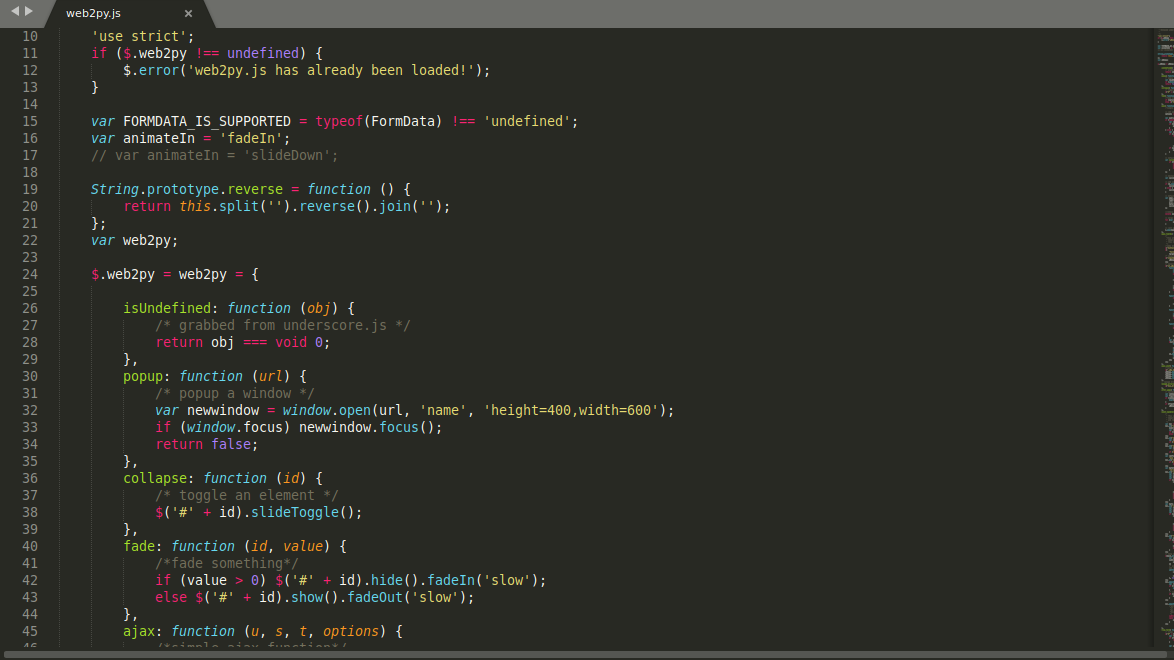 web2py.js ×
10 'use strict';
11 if ($.web2py !== undefined) {
12 $.error('web2py.js has already been loaded!');
13 }
14
15 var FORMDATA_IS_SUPPORTED = typeof(FormData) !== 'undefined';
16 var animateIn = 'fadeIn';
17 // var animateIn = 'slideDown';
18
19 String.prototype.reverse = function () {
20 return this.split('').reverse().join('');
21 };
22 var web2py;
23
24 $.web2py = web2py = {
25
26 isUndefined: function (obj) {
27 /* grabbed from underscore.js */
28 return obj === void 0;
29 },
30 popup: function (url) {
31 /* popup a window */
32 var newwindow = window.open(url, 'name', 'height=400,width=600');
33 if (window.focus) newwindow.focus();
34 return false;
35 },
36 collapse: function (id) {
37 /* toggle an element */
38 $('#' + id).slideToggle();
39 },
40 fade: function (id, value) {
41 /*fade something*/
42 if (value > 0) $('#' + id).hide().fadeIn('slow');
43 else $('#' + id).show().fadeOut('slow');
44 },
45 ajax: function (u, s, t, options) {
46 /*simple ajax function*/